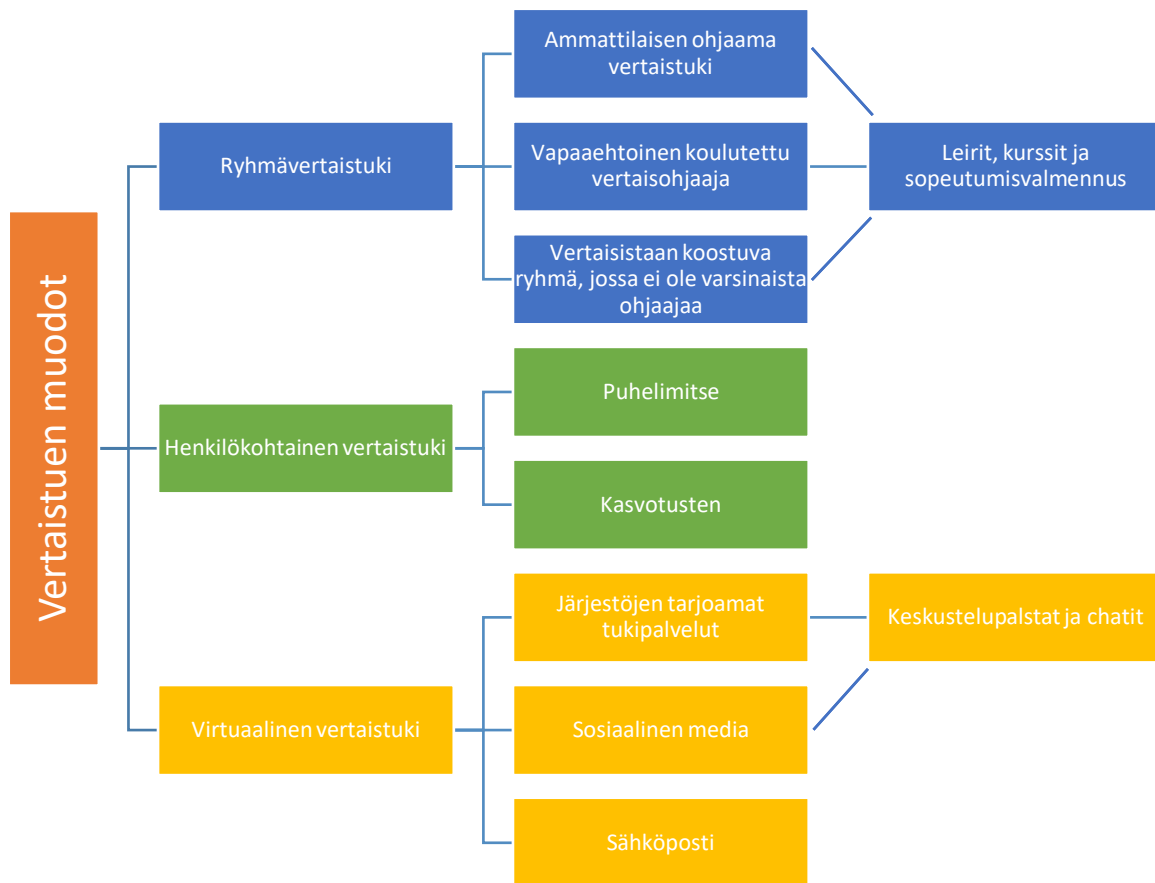 Vertaistuen muodot
Ryhmävertaistuki
Ammattilaisen ohjaama
vertaistuki
Vapaaehtoinen koulutettu
vertaisohjaaja
Vertaisistaan koostuva
ryhmä, jossa ei ole varsinaista
ohjaajaa
Leirit, kurssit ja
sopeutumisvalmennus
Henkilökohtainen vertaistuki
Puhelimitse
Kasvotusten
Virtuaalinen vertaistuki
Järjestöjen tarjoamat
tukipalvelut
Sosiaalinen media
Sähköposti
Keskustelupalstat ja chatit